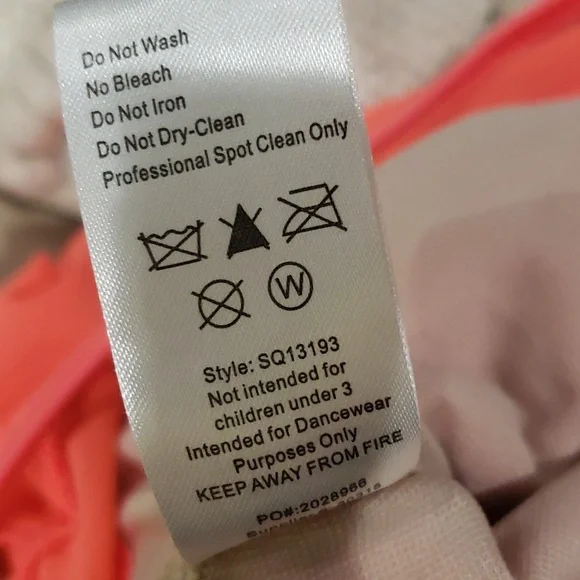 Do Not Wash
No Bleach
Do Not Iron
Do Not Dry-Clean
Professional Spot Clean Only
W
Style: SQ13193
Not intended for
children under 3
Intended for Dancewear
Purposes Only
KEEP AWAY FROM FIRE
PO#:2028986